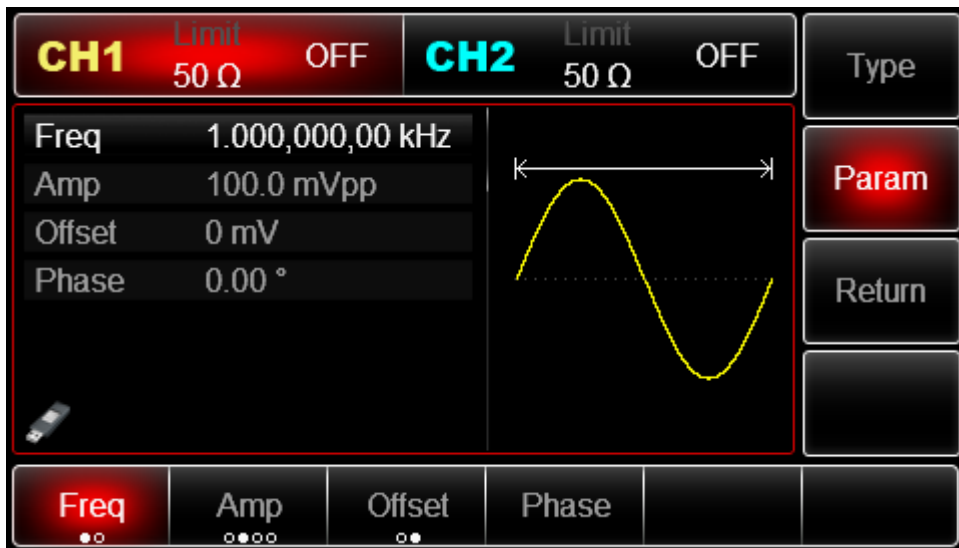 CH1 Limit 50 Ω OFF
CH2 Limit 50 Ω OFF
Type
Freq 1.000,000,00 kHz
Amp 100.0 mVpp
Offset 0 mV
Phase 0.00 °
Param
Return
Freq Amp Offset Phase